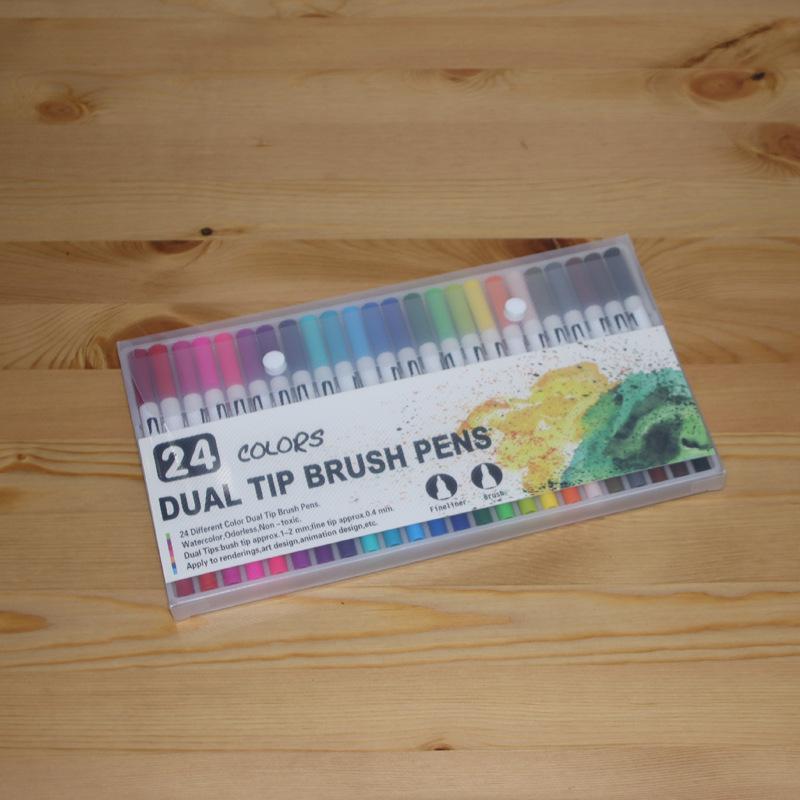 24 COLORS
DUAL TIP BRUSH PENS
Fineliner Brush
24 Different Color Dual Tip Brush Pens.
Watercolor,Odorless,Non-toxic.
Dual Tips:bush tip approx.1-2 mm;fine tip approx.0.4 mm.
Apply to renderings,art design,animation design,etc.